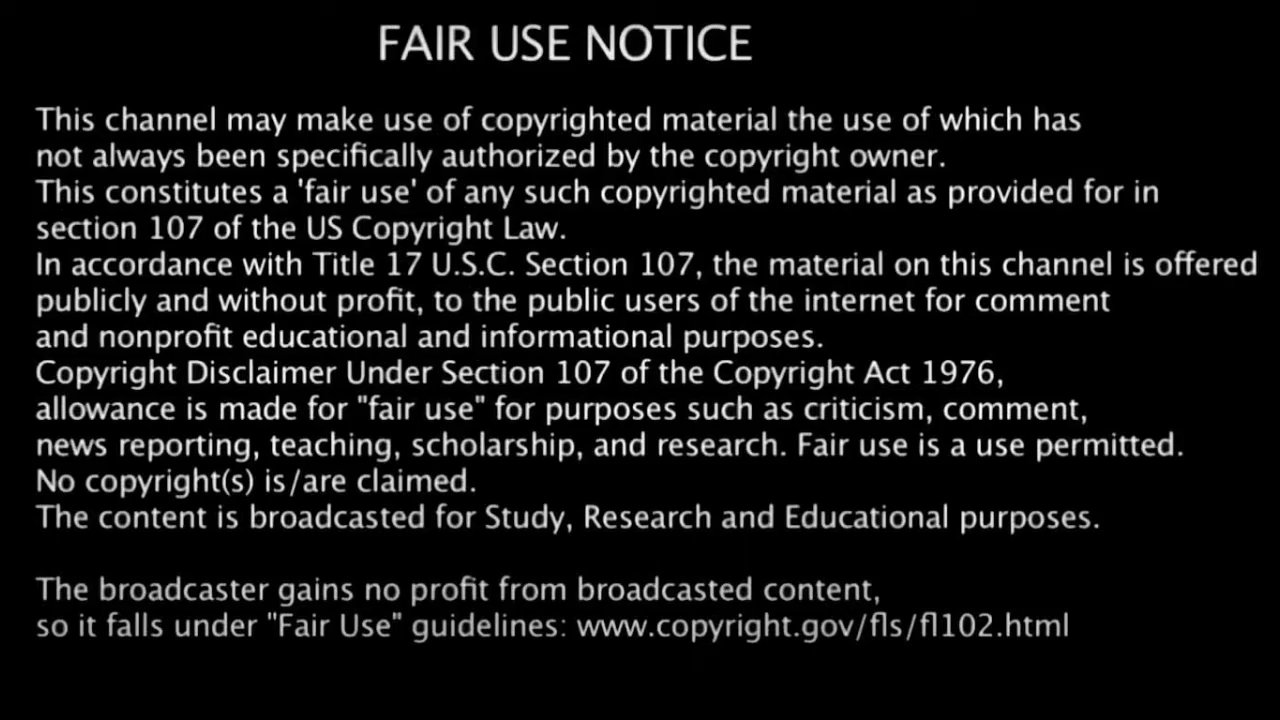 FAIR USE NOTICE
This channel may make use of copyrighted material the use of which has
not always been specifically authorized by the copyright owner.
This constitutes a 'fair use' of any such copyrighted material as provided for in
section 107 of the US Copyright Law.
In accordance with Title 17 U.S.C. Section 107, the material on this channel is offered
publicly and without profit, to the public users of the internet for comment
and nonprofit educational and informational purposes.
Copyright Disclaimer Under Section 107 of the Copyright Act 1976,
allowance is made for "fair use" for purposes such as criticism, comment,
news reporting, teaching, scholarship, and research. Fair use is a use permitted.
No copyright(s) is/are claimed.
The content is broadcasted for Study, Research and Educational purposes.
The broadcaster gains no profit from broadcasted content,
so it falls under "Fair Use" guidelines: www.copyright.gov/fls/fl102.html